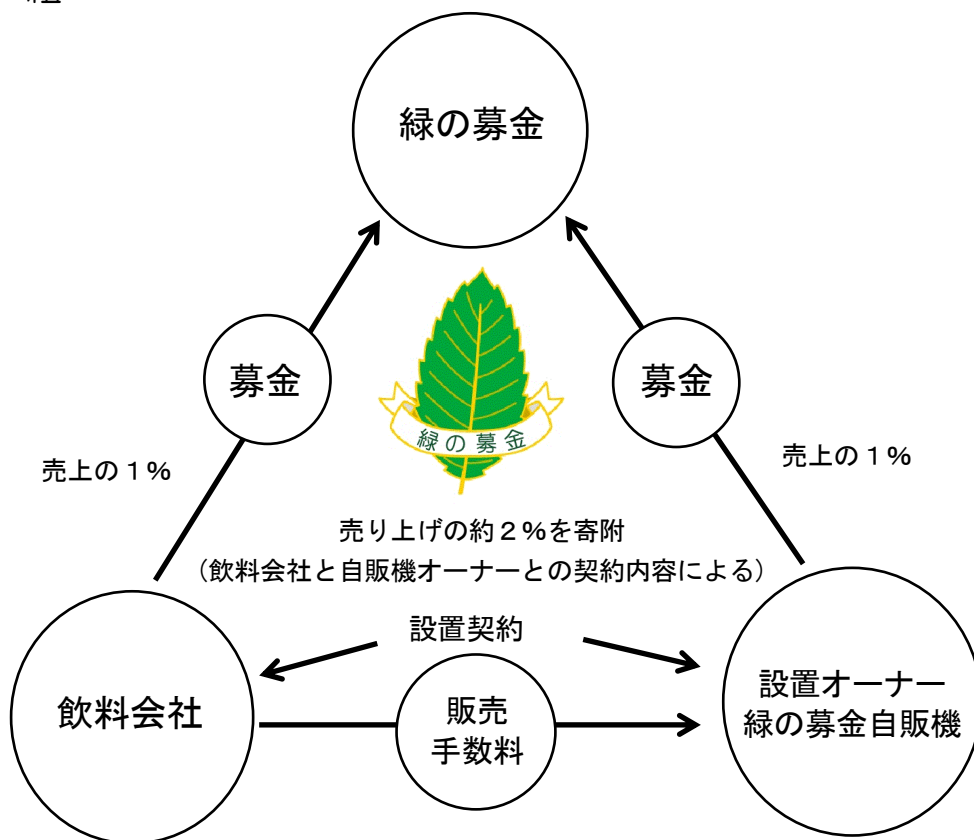 緑の募金
募金
募金
緑の募金
売上の１％
売上の１％
売り上げの約２％を寄附
（飲料会社と自販機オーナーとの契約内容による）
設置契約
飲料会社
販売
手数料
設置オーナー
緑の募金自販機